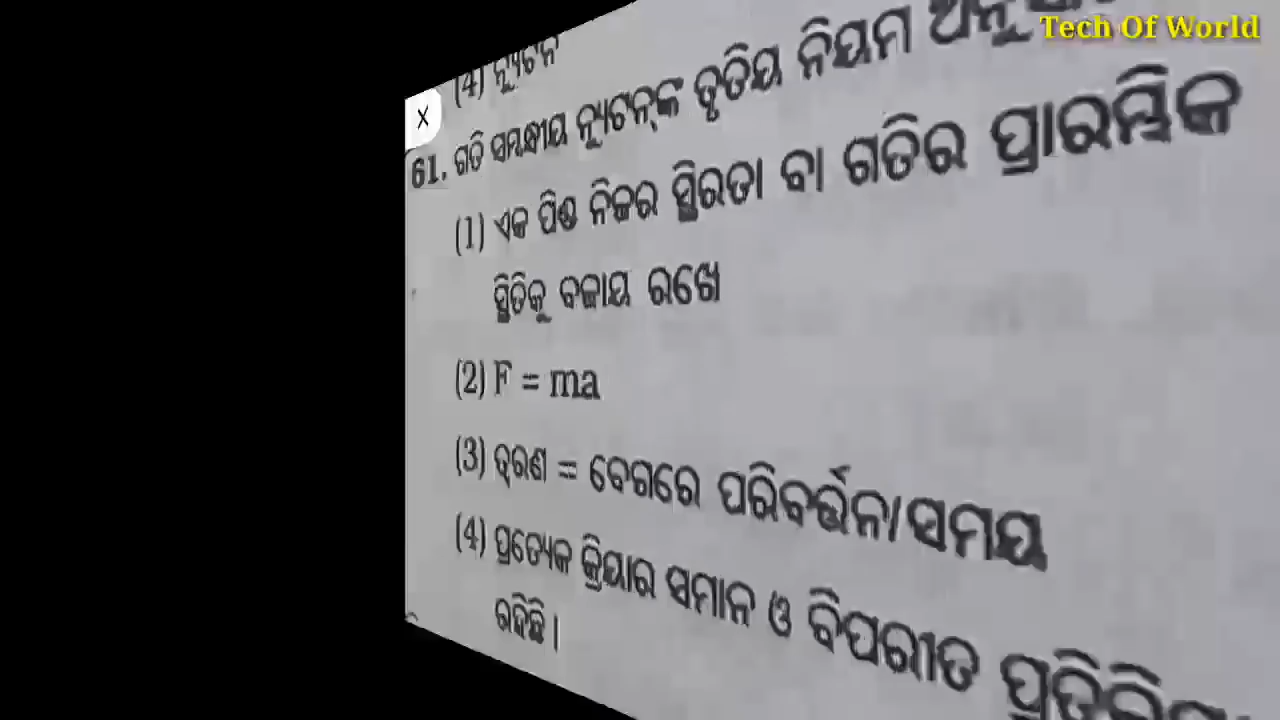 Tech Of World
(4) ନ୍ୟୁଟନ
61. ଗତି ସମ୍ବନ୍ଧୀୟ ନ୍ୟୁଟନ୍‌ଙ୍କ ତୃତିୟ ନିୟମ
(1) ଏକ ପିଣ୍ଡ ନିଜର ସ୍ଥିରତା ବା ଗତିର ପ୍ରାରମ୍ଭିକ
ସ୍ଥିତିକୁ ବଜାୟ ରଖେ
(2) F = ma
(3) ତ୍ୱରଣ = ବେଗରେ ପରିବର୍ତ୍ତନ/ସମୟ
(4) ପ୍ରତ୍ୟେକ କ୍ରିୟାର ସମାନ ଓ ବିପରୀତ
ରହିଛି।